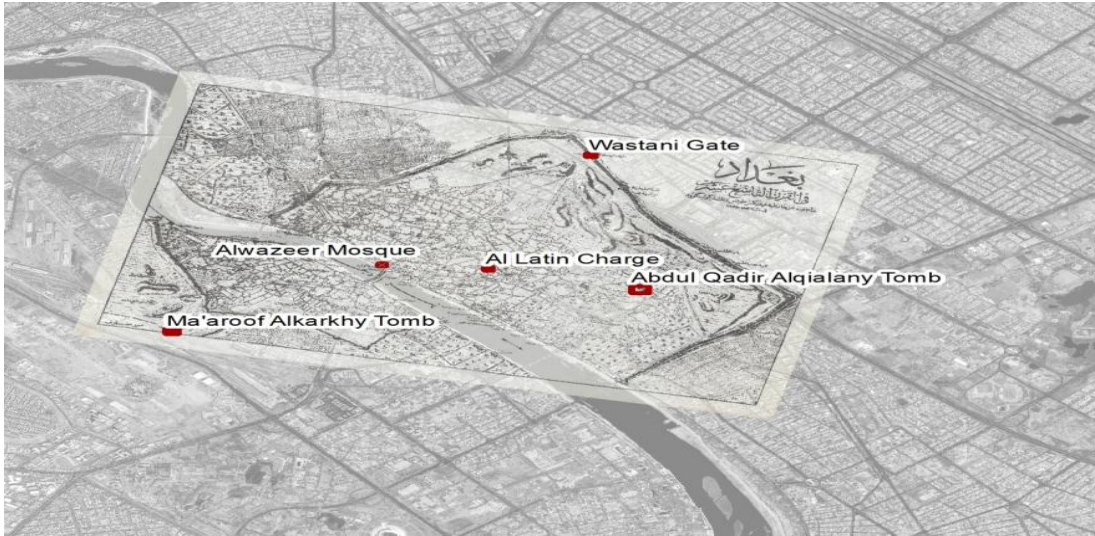 Wastani Gate
بغداد
Alwazeer Mosque
Al Latin Charge
Abdul Qadir Alqialany Tomb
Ma'aroof Alkarkhy Tomb